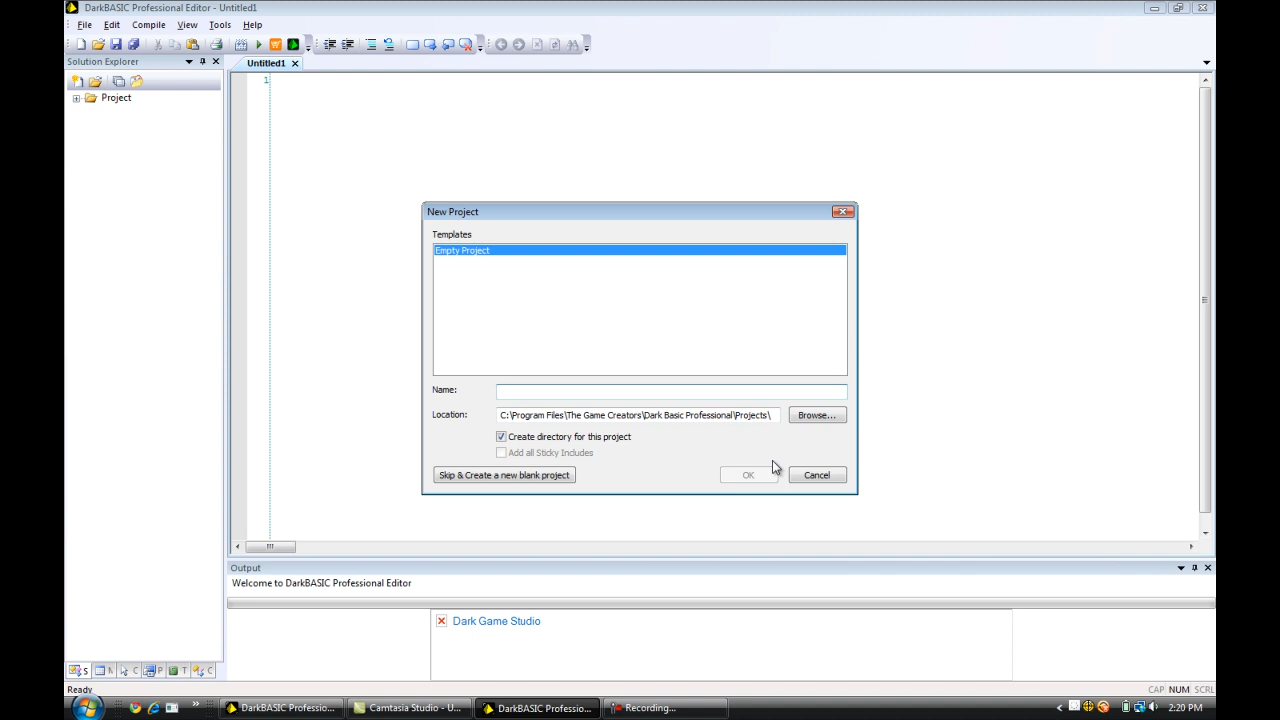 DarkBASIC Professional Editor - Untitled1
File Edit Compile View Tools Help
Solution Explorer
Untitled1
1
Project
New Project
Templates
Empty Project
Name:
Location: C:\Program Files\The Game Creators\Dark Basic Professional\Projects\ Browse...
Create directory for this project
Add all Sticky Includes
Skip & Create a new blank project OK Cancel
Output
Welcome to DarkBASIC Professional Editor
Dark Game Studio
S C P T C
Ready CAP NUM SCRL
DarkBASIC Professio... Camtasia Studio - U... DarkBASIC Professio... Recording... 2:20 PM